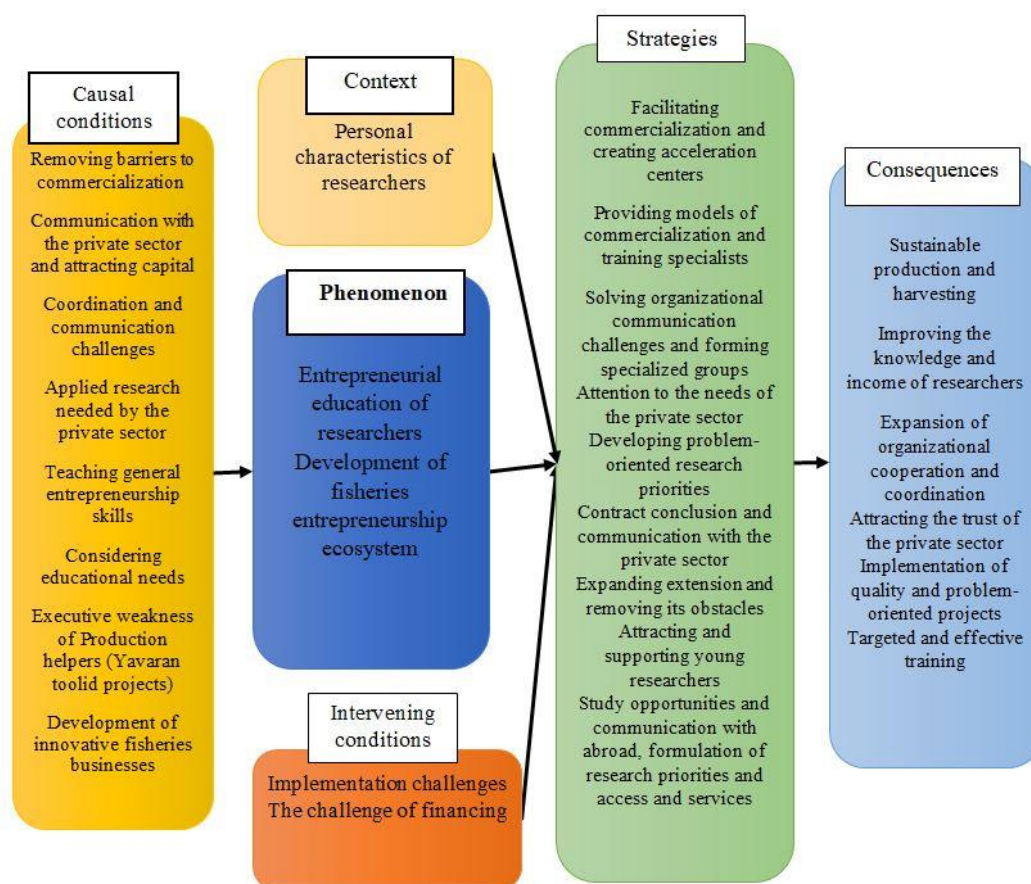 Causal
conditions
Removing barriers to
commercialization
Communication with
the private sector
and attracting capital
Coordination and
communication
challenges
Applied research
needed by the
private sector
Teaching general
entrepreneurship
skills
Considering
educational needs
Executive weakness
of Production
helpers (Yavaran
toolid projects)
Development of
innovative fisheries
businesses
Context
Personal
characteristics of
researchers
Phenomenon
Entrepreneurial
education of
researchers
Development of
fisheries
entrepreneurship
ecosystem
Intervening
conditions
Implementation challenges
The challenge of financing
Strategies
Facilitating
commercialization and
creating acceleration
centers
Providing models of
commercialization and
training specialists
Solving organizational
communication
challenges and forming
specialized groups
Attention to the needs of
the private sector
Developing problem-
oriented research
priorities
Contract conclusion and
communication with the
private sector
Expanding extension and
removing its obstacles
Attracting and
supporting young
researchers
Study opportunities and
communication with
abroad, formulation of
research priorities and
access and services
Consequences
Sustainable
production and
harvesting
Improving the
knowledge and
income of researchers
Expansion of
organizational
cooperation and
coordination
Attracting the trust of
the private sector
Implementation of
quality and problem-
oriented projects
Targeted and effective
training